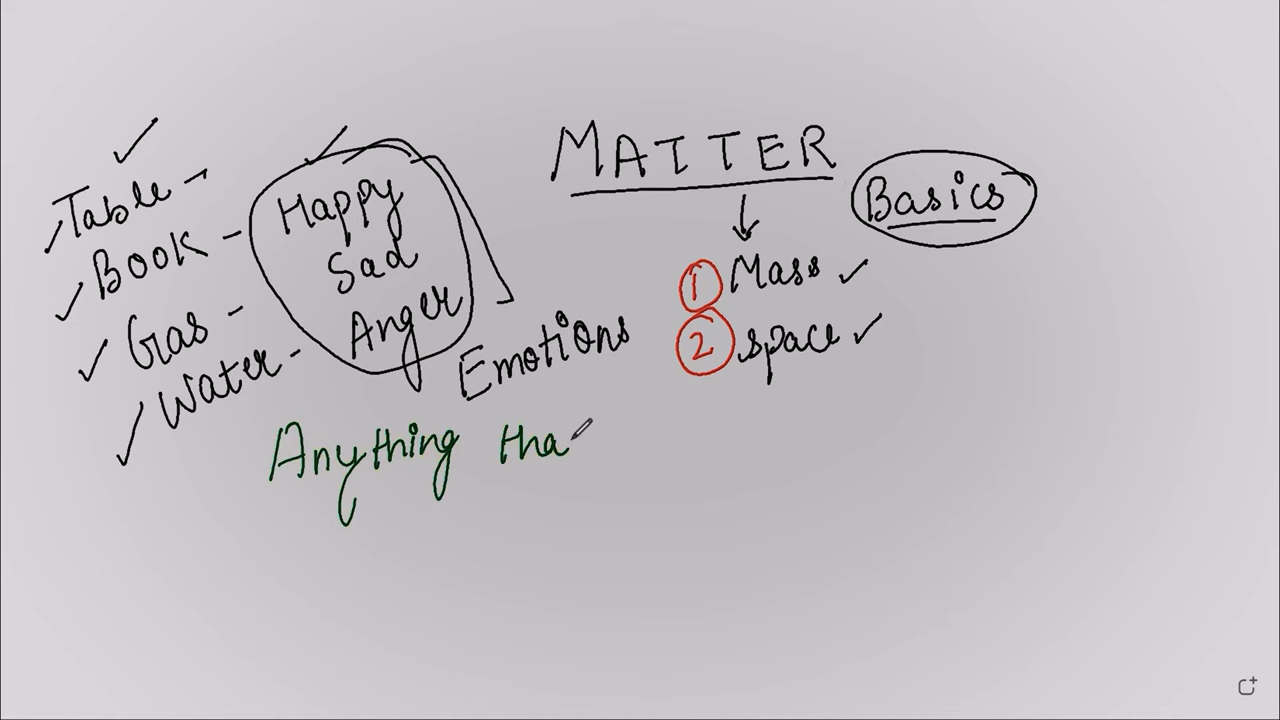 MATTER
Basics
Table -
Book -
Gas -
Water -
Happy
Sad
Anger
Emotions
1 Mass ✓
2 space ✓
Anything tha